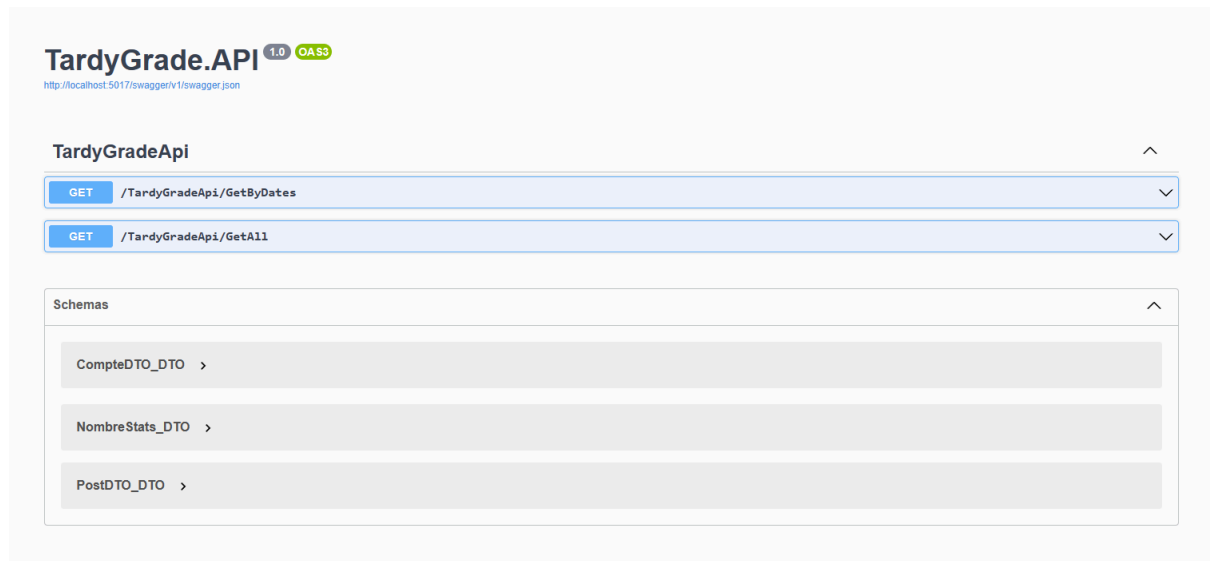 TardyGrade.API 1.0 OAS3
http://localhost:5017/swagger/v1/swagger.json
TardyGradeApi
GET /TardyGradeApi/GetByDates
GET /TardyGradeApi/GetAll
Schemas
CompteDTO_DTO
NombreStats_DTO
PostDTO_DTO